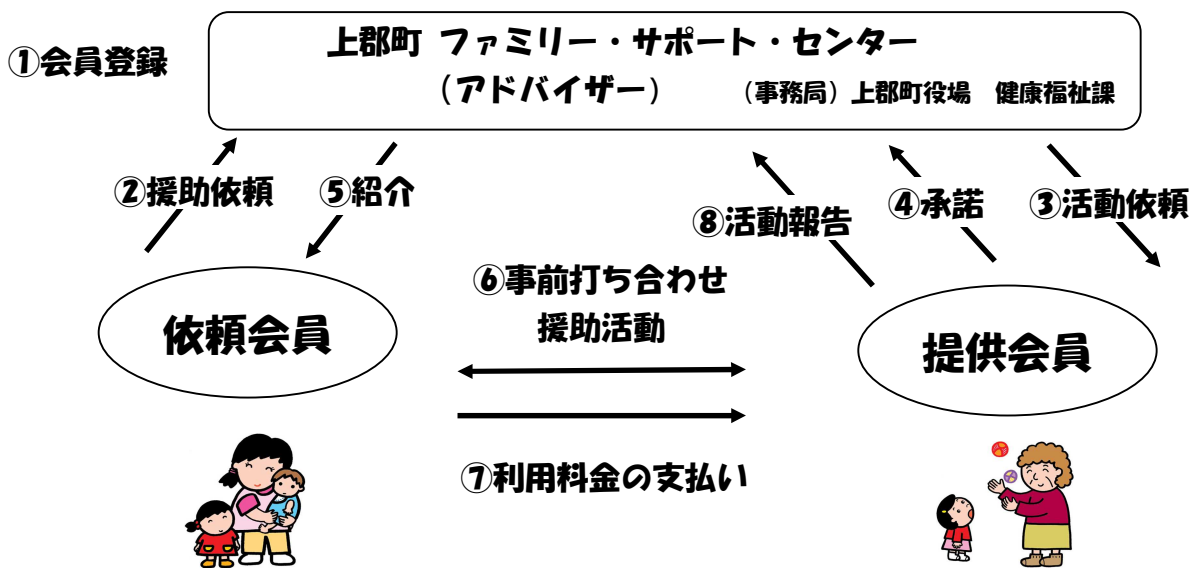 ①会員登録
上郡町 ファミリー・サポート・センター
(アドバイザー) (事務局)上郡町役場 健康福祉課
②援助依頼
⑤紹介
⑧活動報告
④承諾
③活動依頼
⑥事前打ち合わせ
援助活動
依頼会員
提供会員
⑦利用料金の支払い